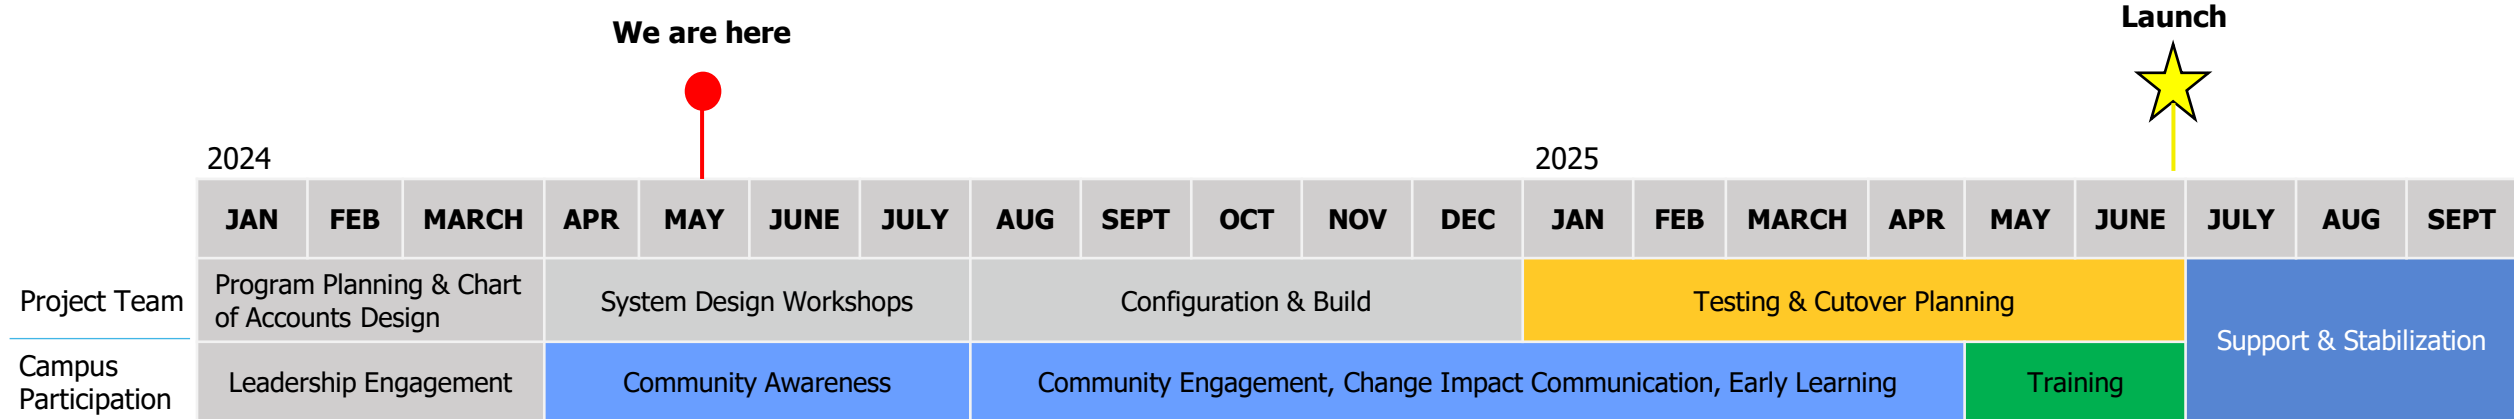 We are here
Launch
2024
2025
JAN FEB MARCH APR MAY JUNE JULY AUG SEPT OCT NOV DEC JAN FEB MARCH APR MAY JUNE JULY AUG SEPT
Project Team
Program Planning & Chart
of Accounts Design
System Design Workshops
Configuration & Build
Testing & Cutover Planning
Support & Stabilization
Campus
Participation
Leadership Engagement
Community Awareness
Community Engagement, Change Impact Communication, Early Learning
Training